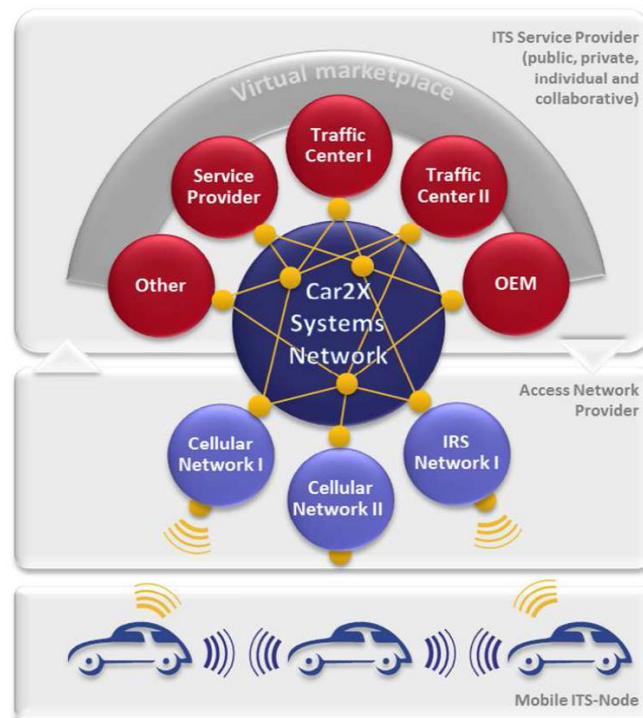 ITS Service Provider
(public, private,
individual and
collaborative)
Virtual marketplace
Traffic
Center I
Service
Provider
Traffic
Center II
Other
OEM
Car2X
Systems
Network
Access Network
Provider
Cellular
Network I
IRS
Network I
Cellular
Network II
Mobile ITS-Node